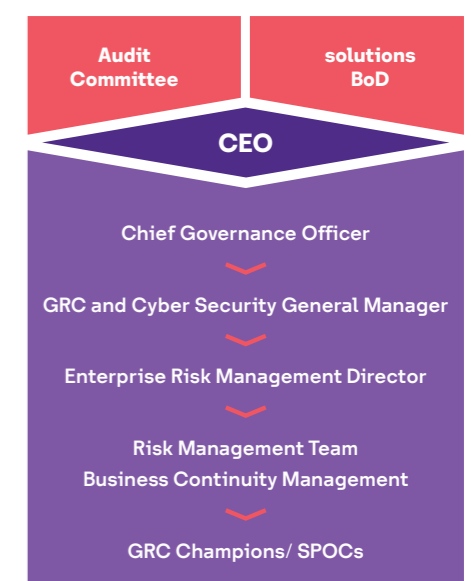 Audit
Committee
solutions
BoD
CEO
Chief Governance Officer
GRC and Cyber Security General Manager
Enterprise Risk Management Director
Risk Management Team
Business Continuity Management
GRC Champions/ SPOCs